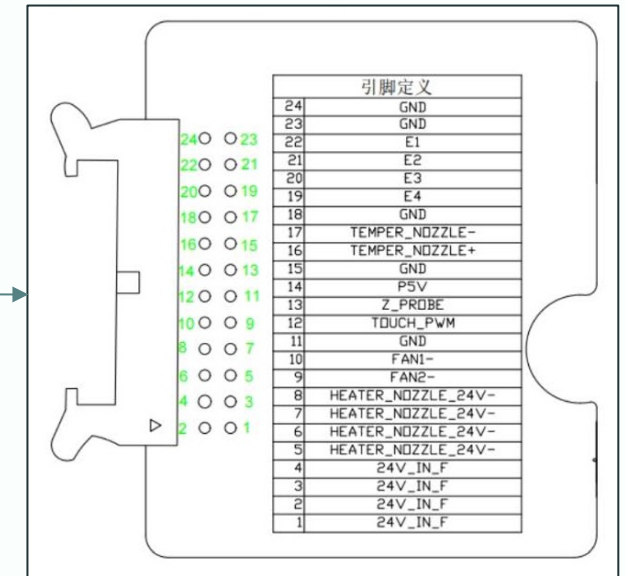 引脚定义
24 GND
23 GND
22 E1
21 E2
20 E3
19 E4
18 GND
17 TEMPER_NOZZLE-
16 TEMPER_NOZZLE+
15 GND
14 P5V
13 Z_PROBE
12 TOUCH_PWM
11 GND
10 FAN1-
9 FAN2-
8 HEATER_NOZZLE_24V-
7 HEATER_NOZZLE_24V-
6 HEATER_NOZZLE_24V-
5 HEATER_NOZZLE_24V-
4 24V_IN_F
3 24V_IN_F
2 24V_IN_F
1 24V_IN_F
24 23
22 21
20 19
18 17
16 15
14 13
12 11
10 9
8 7
6 5
4 3
2 1